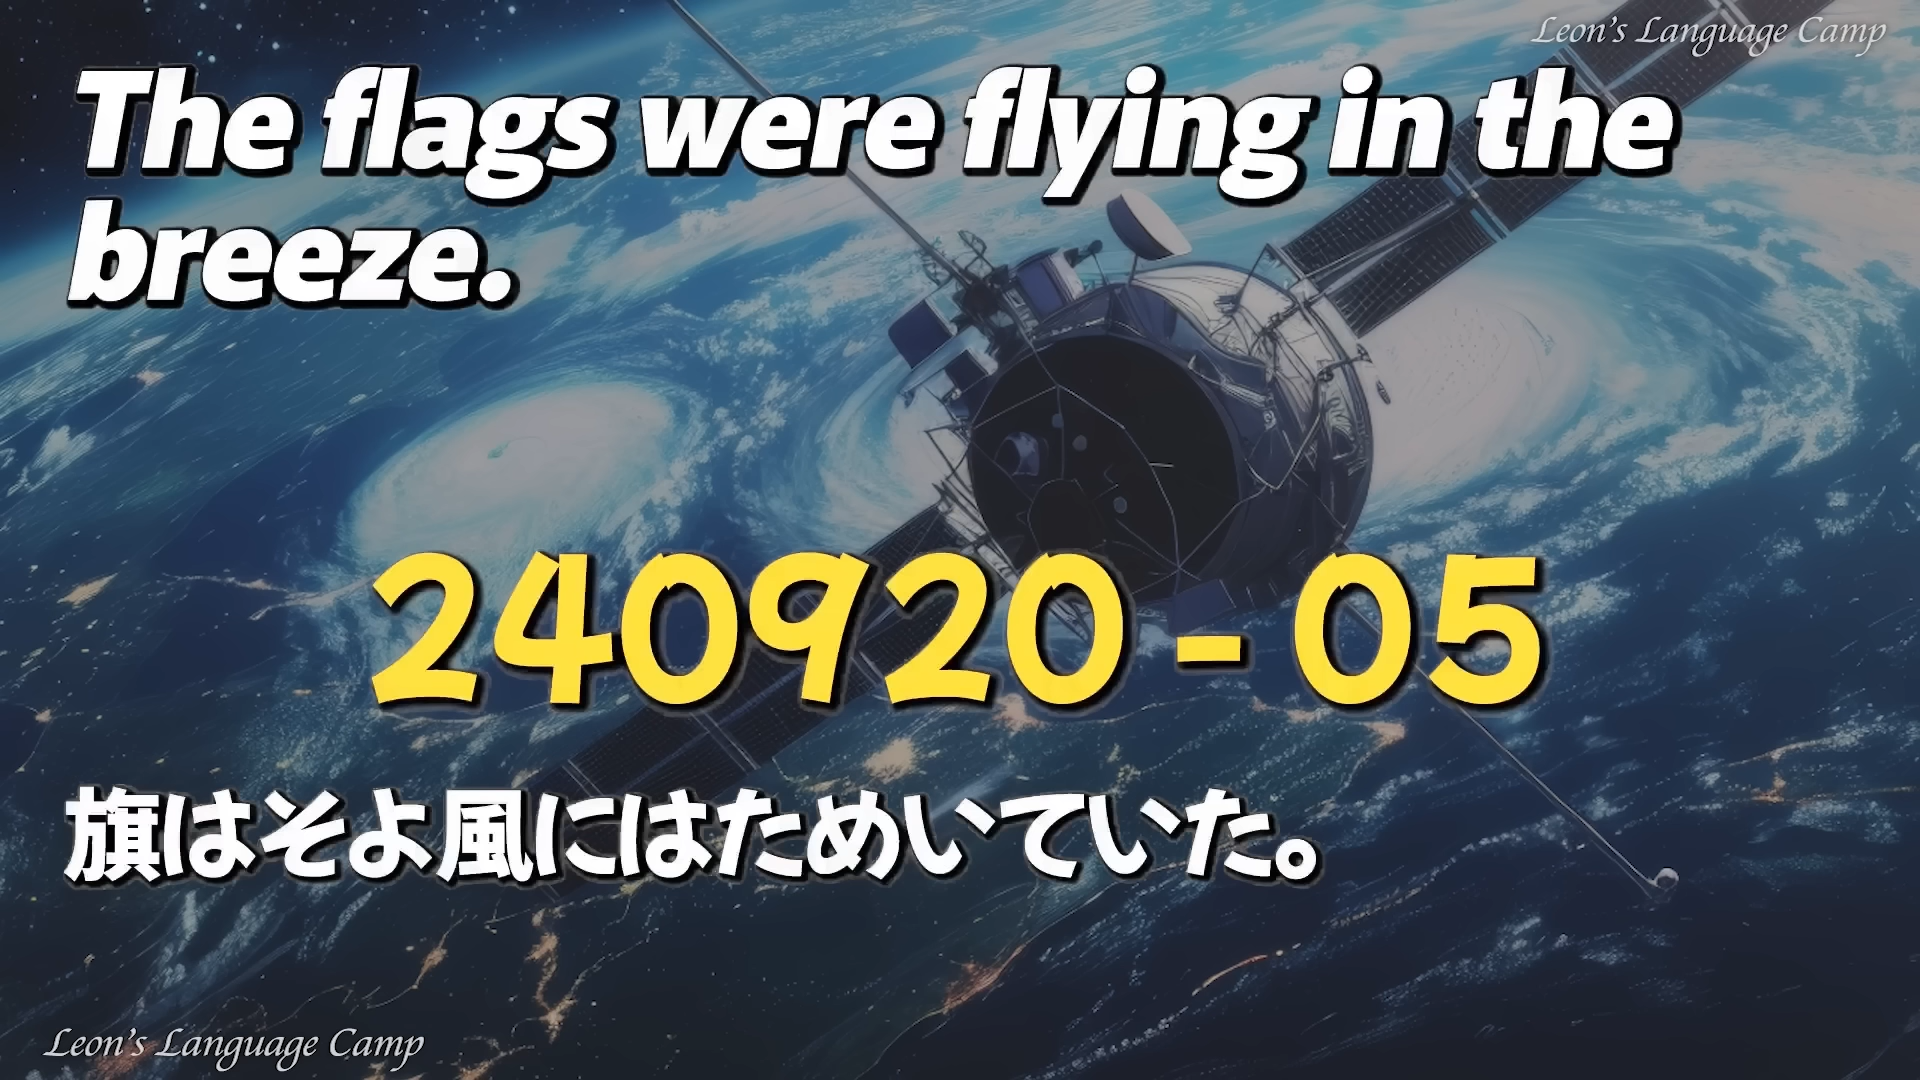 Leon's Language Camp
The flags were flying in the
breeze.
240920-05
旗はそよ風にはためいていた。
Leon's Language Camp